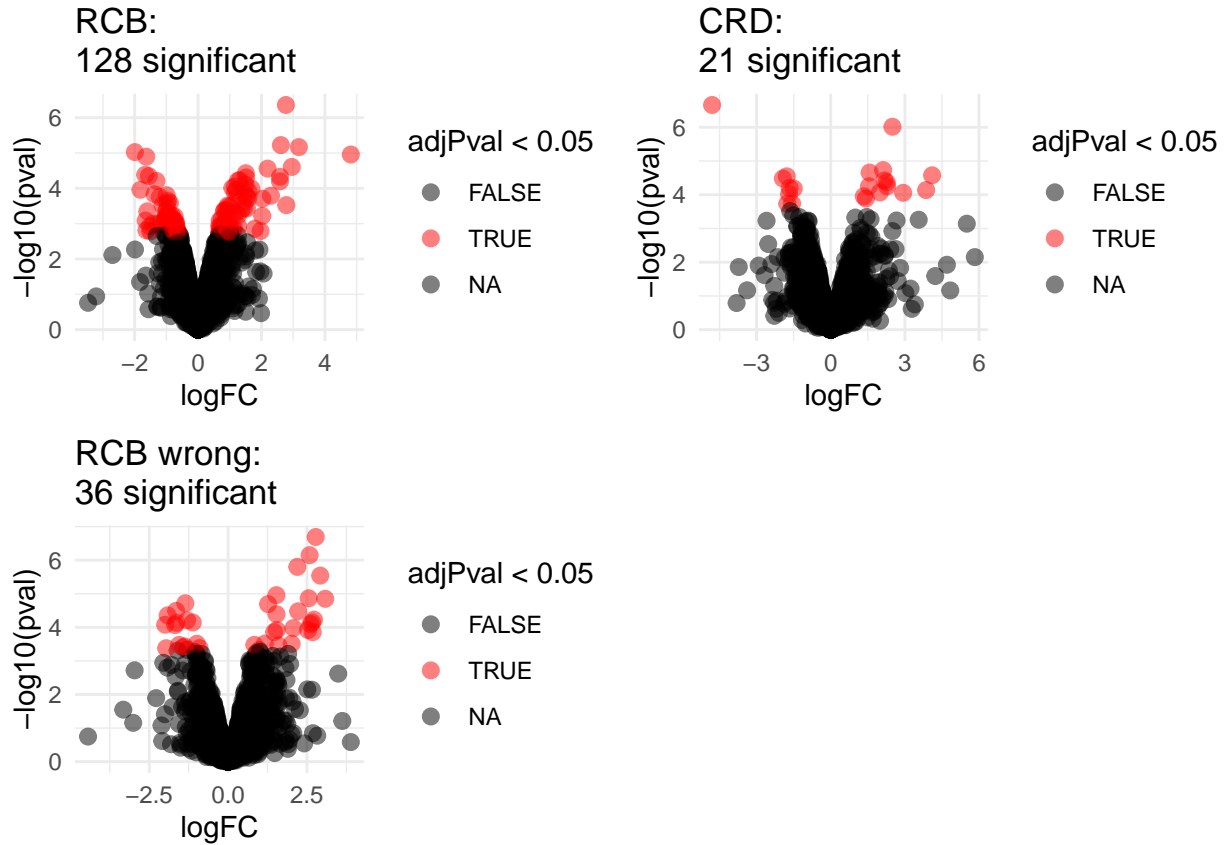 RCB:
128 significant
−log10(pval)
6
4
2
0
−2 0 2 4
logFC
adjPval < 0.05
FALSE
TRUE
NA
CRD:
21 significant
−log10(pval)
6
4
2
0
−3 0 3 6
logFC
adjPval < 0.05
FALSE
TRUE
NA
RCB wrong:
36 significant
−log10(pval)
6
4
2
0
−2.5 0.0 2.5
logFC
adjPval < 0.05
FALSE
TRUE
NA